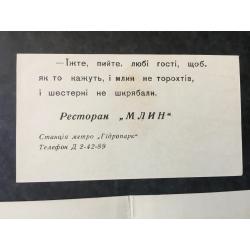 —Їжте, пийте, любі гості, щоб,
як то кажуть, і млин не торохтів,
і шестерні не шкрябали.
Ресторан „МЛИН"
Станція метро „Гідропарк"
Телефон Д 2-42-89